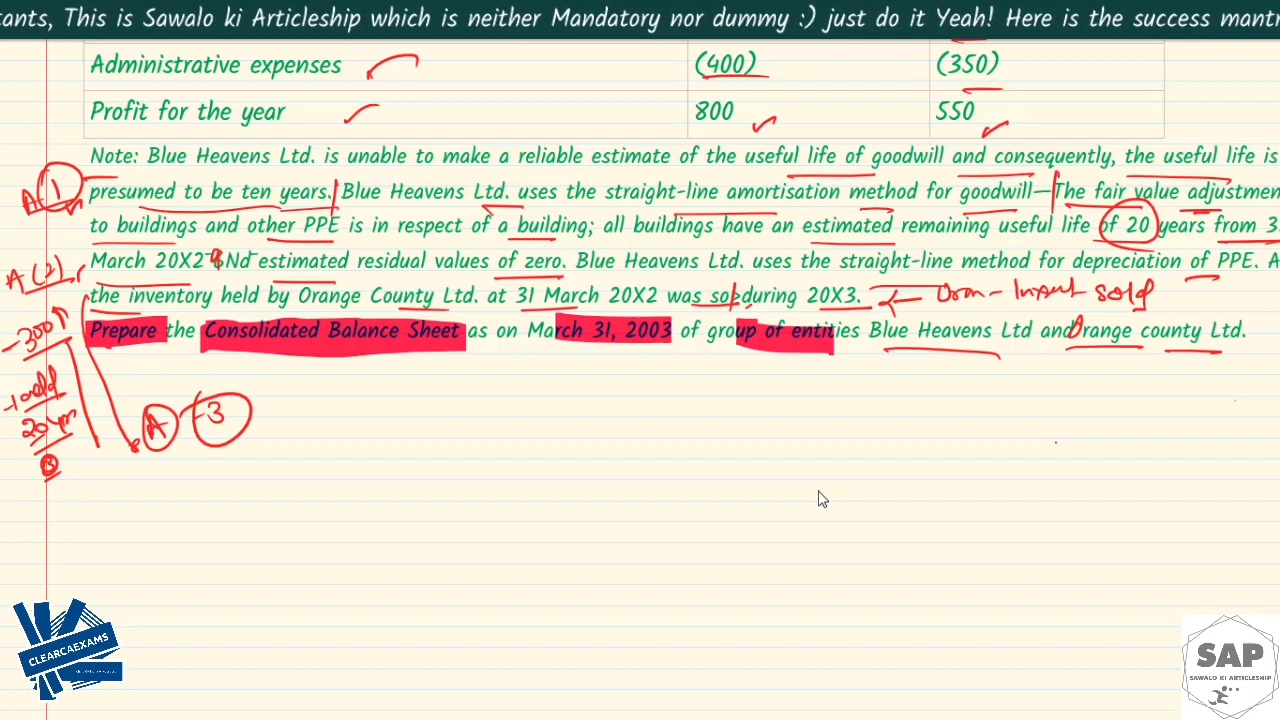 tants, This is Sawalo ki Articleship which is neither Mandatory nor dummy :) just do it Yeah! Here is the success mantr
Administrative expenses (400) (350)
Profit for the year 800 550
Note: Blue Heavens Ltd. is unable to make a reliable estimate of the useful life of goodwill and consequently, the useful life is
presumed to be ten years. Blue Heavens Ltd. uses the straight-line amortisation method for goodwill—The fair value adjustmen
A-1
to buildings and other PPE is in respect of a building; all buildings have an estimated remaining useful life of 20 years from 3
March 20X2 Nd estimated residual values of zero. Blue Heavens Ltd. uses the straight-line method for depreciation of PPE. A
A (2)
the inventory held by Orange County Ltd. at 31 March 20X2 was sold during 20X3.
sold
Prepare the Consolidated Balance Sheet as on March 31, 2003 of group of entities Blue Heavens Ltd and Orange county Ltd.
-300
A -3
CLEARCAEXAMS
SAP
SAWALO KI ARTICLESHIP